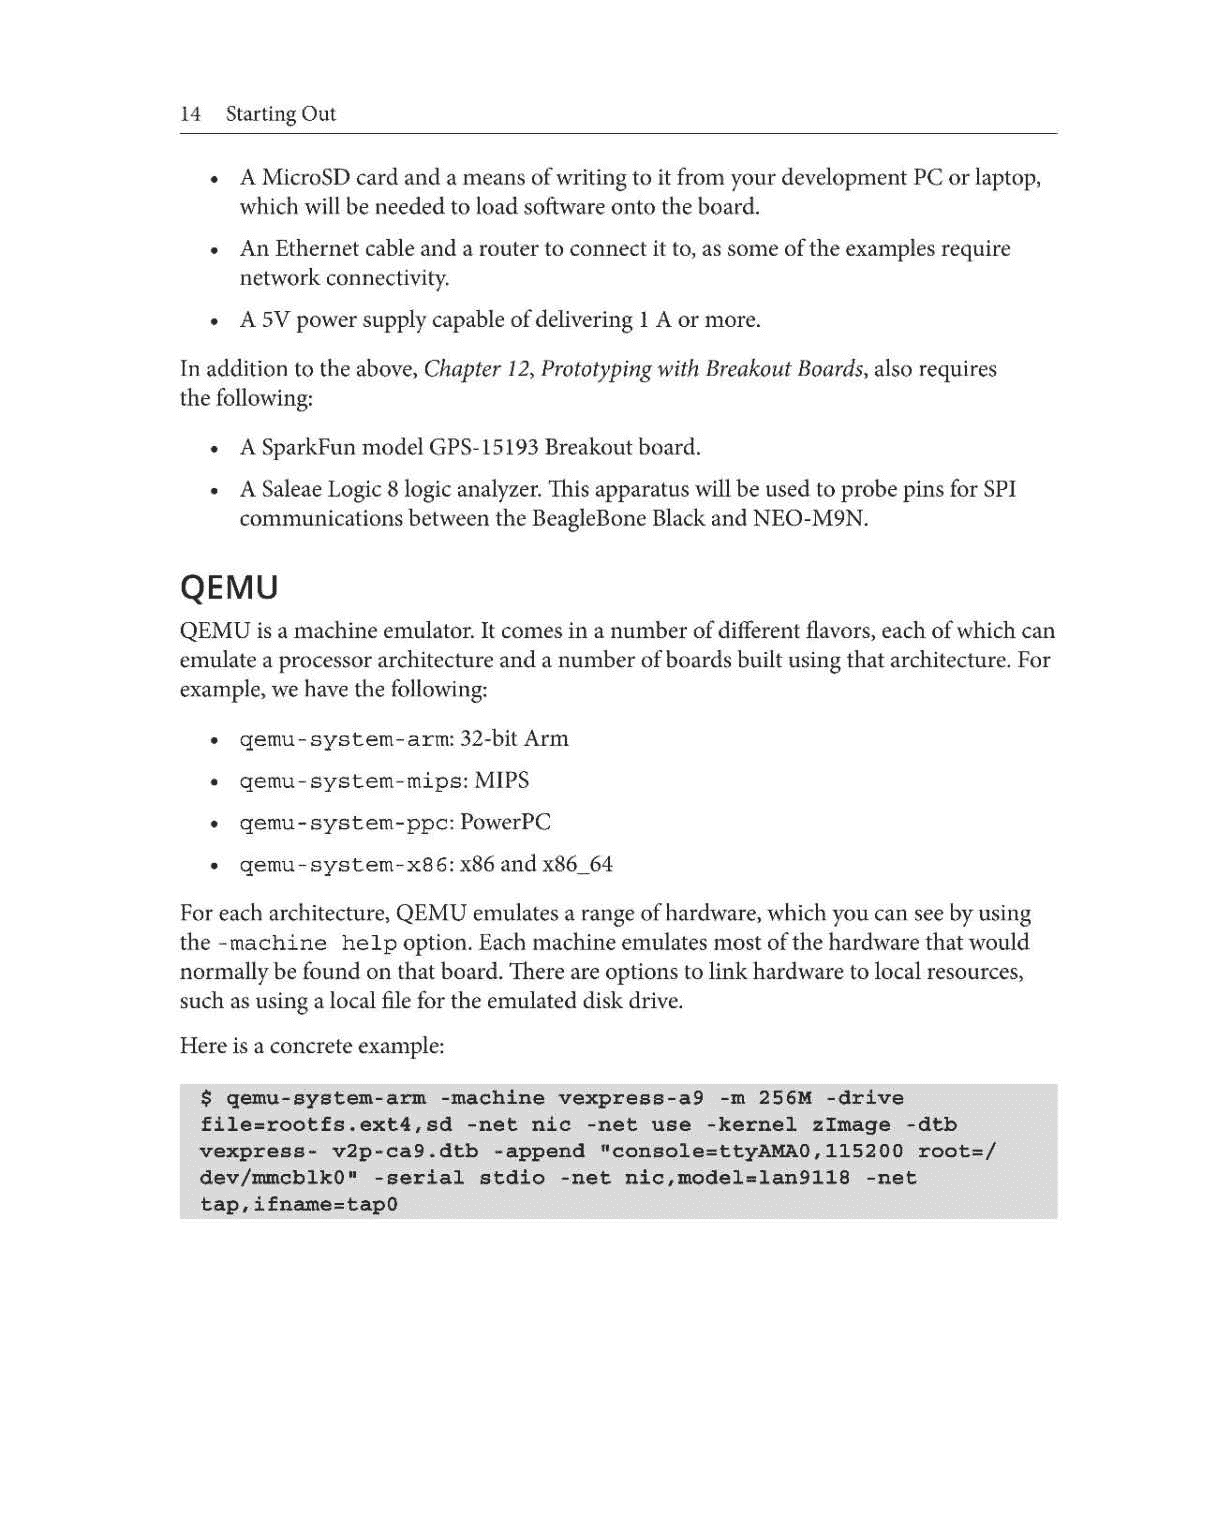 14 Starting Out
• A MicroSD card and a means of writing to it from your development PC or laptop,
which will be needed to load software onto the board.
• An Ethernet cable and a router to connect it to, as some of the examples require
network connectivity.
• A 5V power supply capable of delivering 1 A or more.
In addition to the above, Chapter 12, Prototyping with Breakout Boards, also requires
the following:
• A SparkFun model GPS-15193 Breakout board.
• A Saleae Logic 8 logic analyzer. This apparatus will be used to probe pins for SPI
communications between the BeagleBone Black and NEO-M9N.
QEMU
QEMU is a machine emulator. It comes in a number of different flavors, each of which can
emulate a processor architecture and a number of boards built using that architecture. For
example, we have the following:
• qemu-system-arm: 32-bit Arm
• qemu-system-mips: MIPS
• qemu-system-ppc: PowerPC
• qemu-system-x86: x86 and x86_64
For each architecture, QEMU emulates a range of hardware, which you can see by using
the -machine help option. Each machine emulates most of the hardware that would
normally be found on that board. There are options to link hardware to local resources,
such as using a local file for the emulated disk drive.
Here is a concrete example:
$ qemu-system-arm -machine vexpress-a9 -m 256M -drive
file=rootfs.ext4,sd -net nic -net use -kernel zImage -dtb
vexpress- v2p-ca9.dtb -append "console=ttyAMA0,115200 root=/
dev/mmcblk0" -serial stdio -net nic,model=lan9118 -net
tap,ifname=tap0